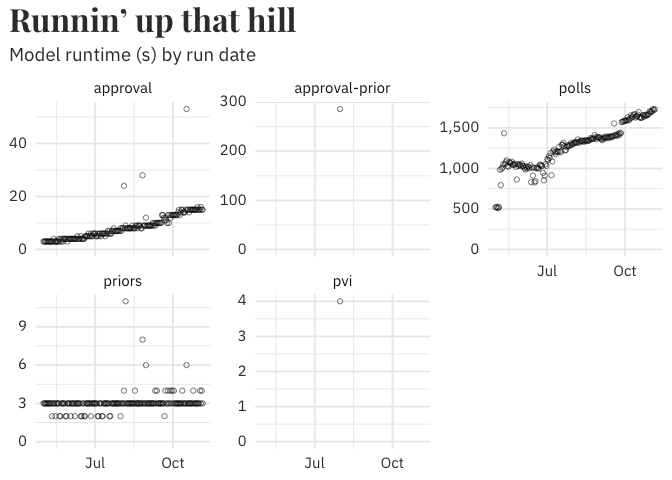 Runnin’ up that hill
Model runtime (s) by run date
approval
approval-prior
polls
40
20
0
300
200
100
0
1,500
1,000
500
0
Jul
Oct
priors
pvi
9
6
3
0
4
3
2
1
0
Jul
Oct
Jul
Oct